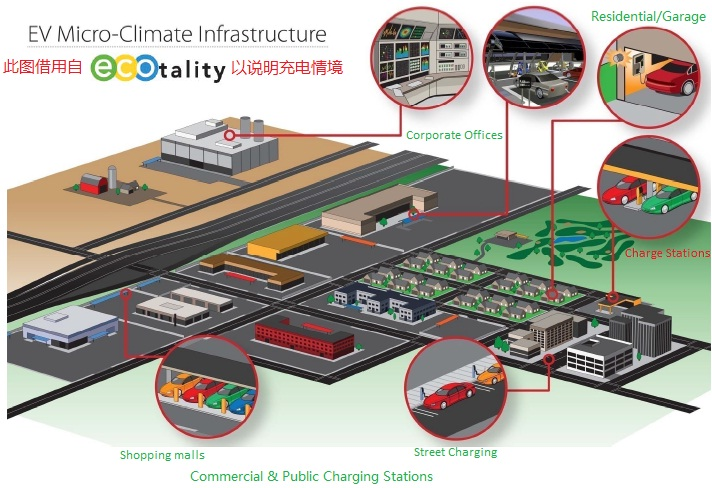 EV Micro-Climate Infrastructure
此图借用自 ecotality 以说明充电情境
Residential/Garage
Corporate Offices
Charge Stations
Shopping malls
Street Charging
Commercial & Public Charging Stations